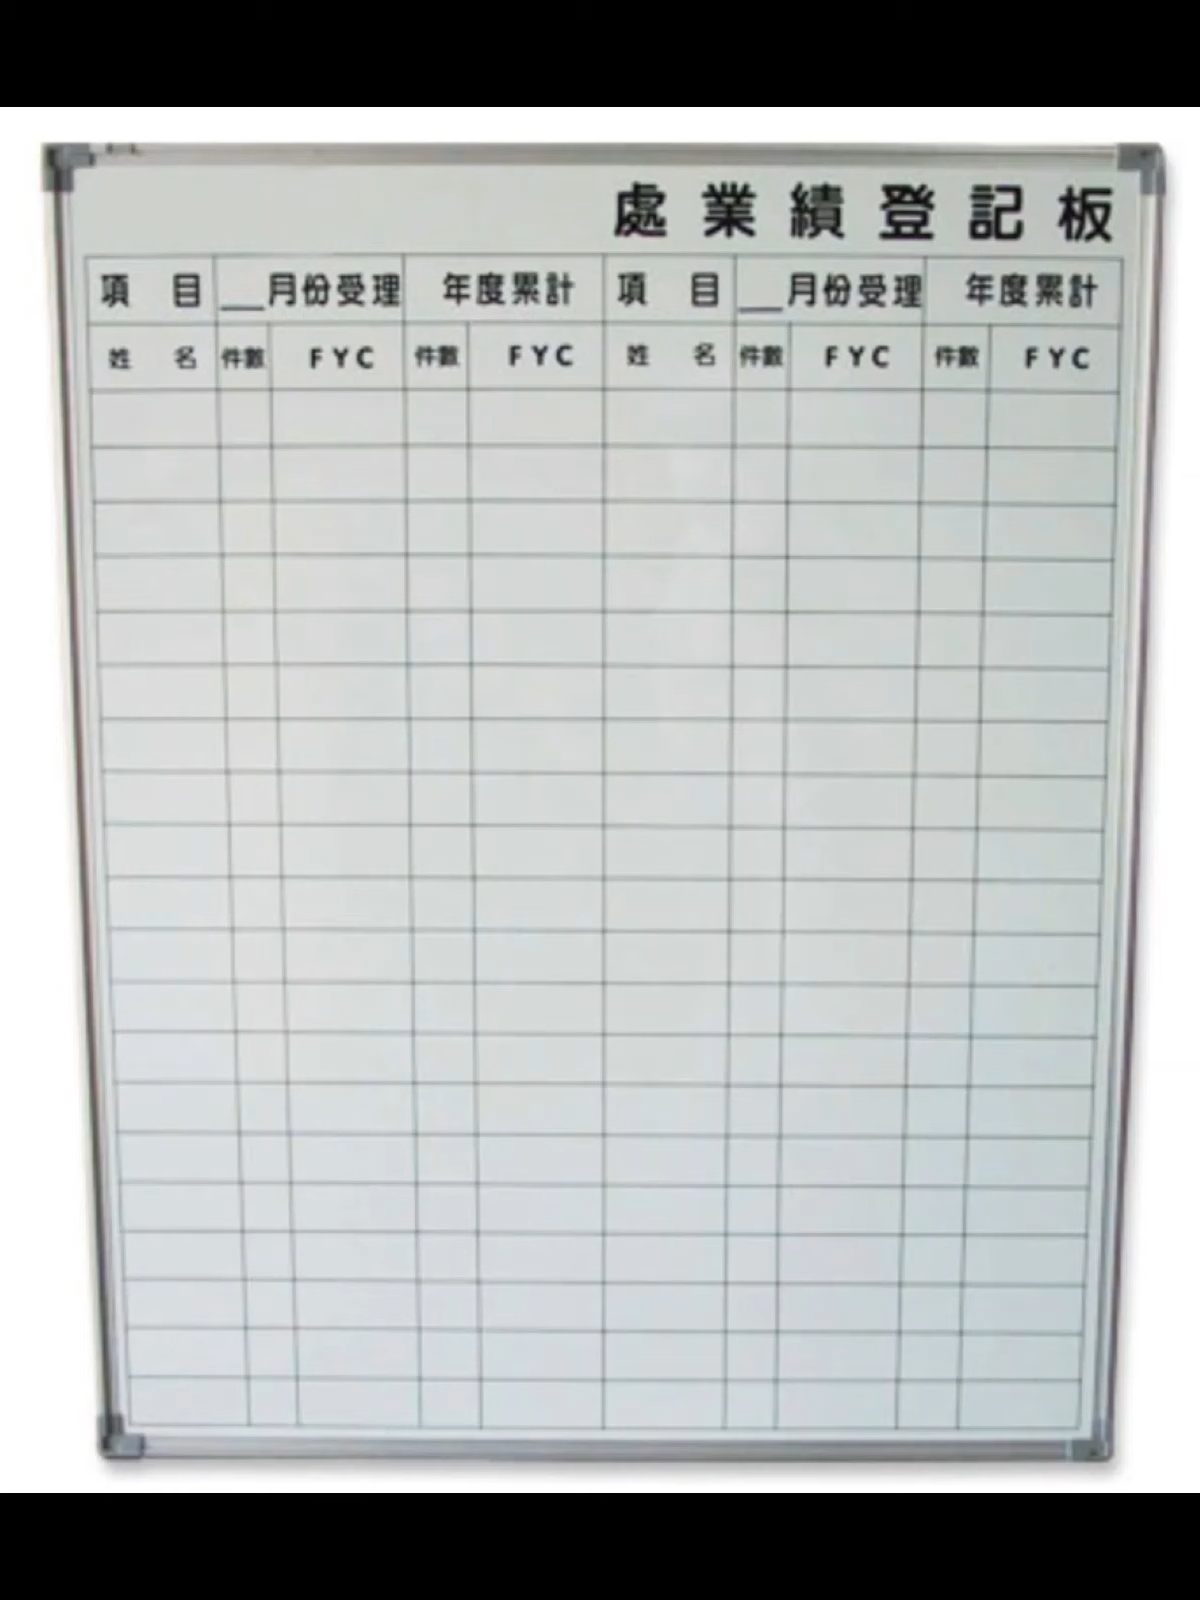 處業績登記板
項 目 ___月份受理 年度累計 項 目 ___月份受理 年度累計
姓 名 件數 FYC 件數 FYC 姓 名 件數 FYC 件數 FYC